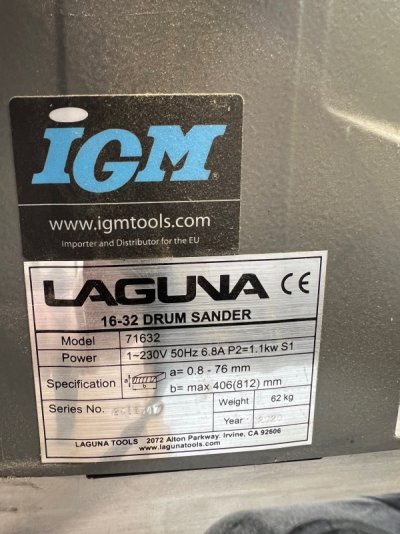 IGM
www.igmtools.com
Importer and Distributor for the EU
LAGUNA CE
16-32 DRUM SANDER
Model 71632
Power 1~230V 50Hz 6.8A P2=1.1kw S1
Specification a b a= 0.8 - 76 mm
b= max 406(812) mm
Series No. Weight 62 kg
Year
LAGUNA TOOLS 2072 Alton Parkway. Irvine, CA 92606
www.lagunatools.com